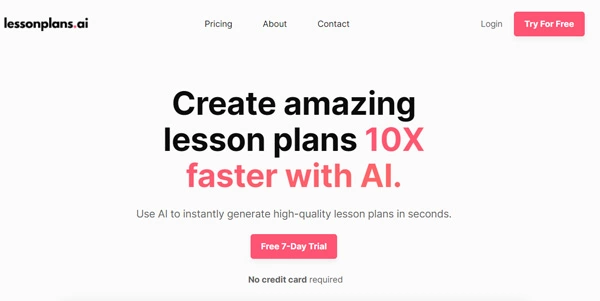 lessonplans.ai
Pricing
About
Contact
Login
Try For Free
Create amazing
lesson plans 10X
faster with AI.
Use AI to instantly generate high-quality lesson plans in seconds.
Free 7-Day Trial
No credit card required